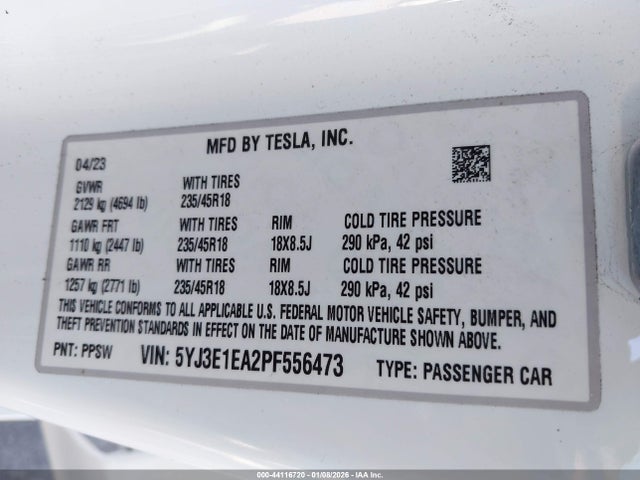 MFD BY TESLA, INC.
04/23
GVWR WITH TIRES
2129 kg (4694 lb) 235/45R18
GAWR FRT WITH TIRES RIM COLD TIRE PRESSURE
1110 kg (2447 lb) 235/45R18 18X8.5J 290 kPa, 42 psi
GAWR RR WITH TIRES RIM COLD TIRE PRESSURE
1257 kg (2771 lb) 235/45R18 18X8.5J 290 kPa, 42 psi
THIS VEHICLE CONFORMS TO ALL APPLICABLE U.S. FEDERAL MOTOR VEHICLE SAFETY, BUMPER, AND
THEFT PREVENTION STANDARDS IN EFFECT ON THE DATE OF MANUFACTURE SHOWN ABOVE.
PNT: PPSW VIN: 5YJ3E1EA2PF556473 TYPE: PASSENGER CAR
000-44116720 - 01/08/2026 - IAA Inc.